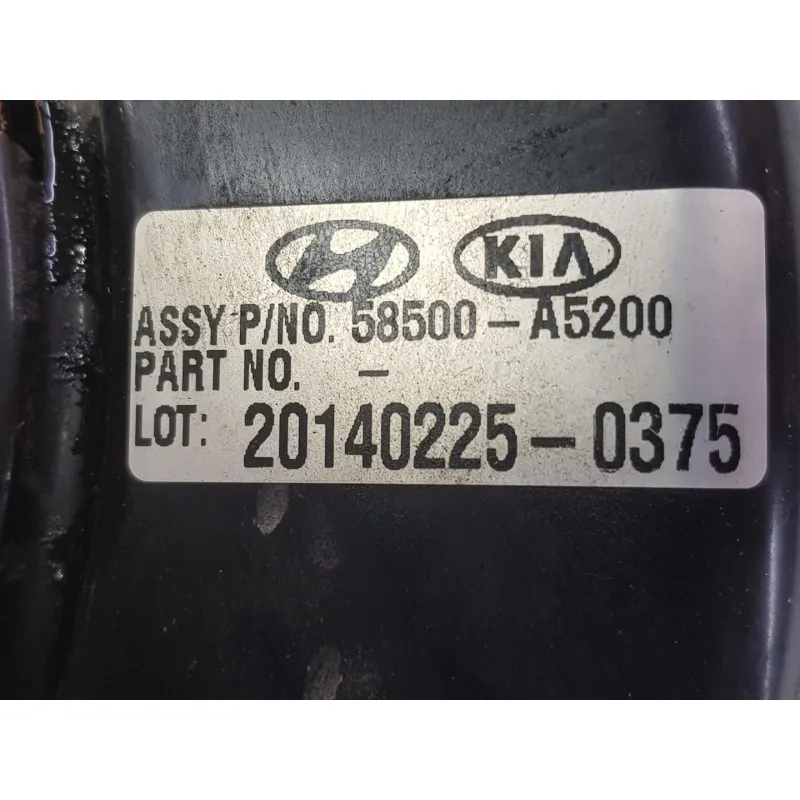 KIA
ASSY P/NO. 58500-A5200
PART NO. -
LOT: 20140225-0375